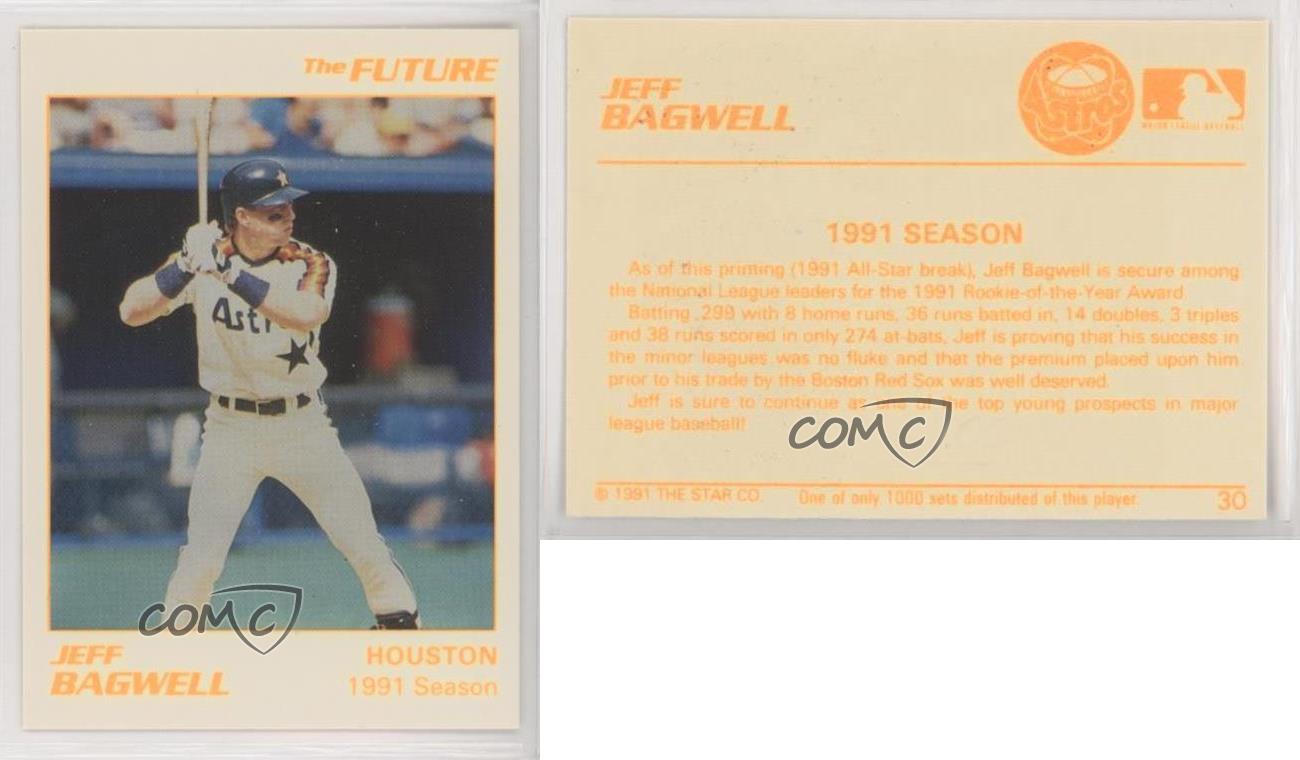 The FUTURE
Astr
COMC
JEFF HOUSTON
BAGWELL 1991 Season
JEFF
BAGWELL
Astros
MAJOR LEAGUE BASEBALL
1991 SEASON
As of this printing (1991 All-Star break), Jeff Bagwell is secure among
the National League leaders for the 1991 Rookie-of-the-Year Award.
Batting .299 with 8 home runs, 36 runs batted in, 14 doubles, 3 triples
and 38 runs scored in only 274 at-bats, Jeff is proving that his success in
the minor leagues was no fluke and that the premium placed upon him
prior to his trade by the Boston Red Sox was well deserved.
Jeff is sure to continue as one of the top young prospects in major
league baseball!
COMC
© 1991 THE STAR CO. One of only 1000 sets distributed of this player. 30